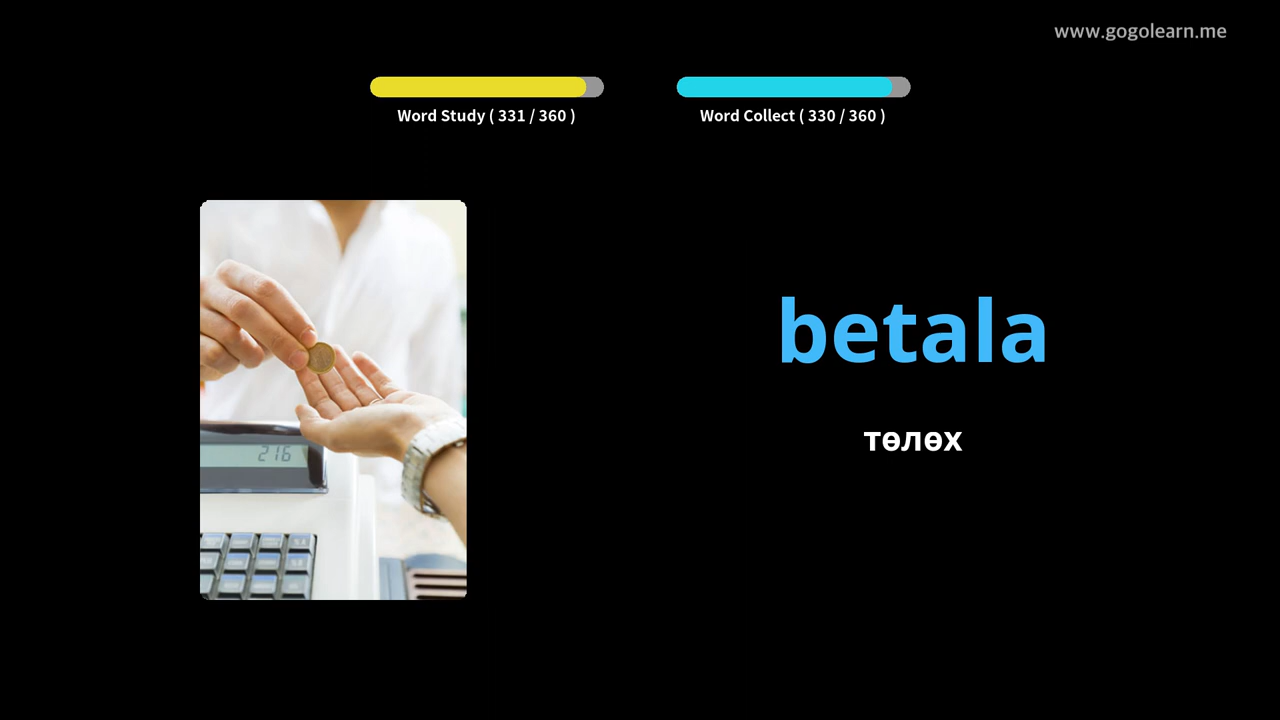 www.gogolearn.me
Word Study ( 331 / 360 )
Word Collect ( 330 / 360 )
216
betala
төлөх